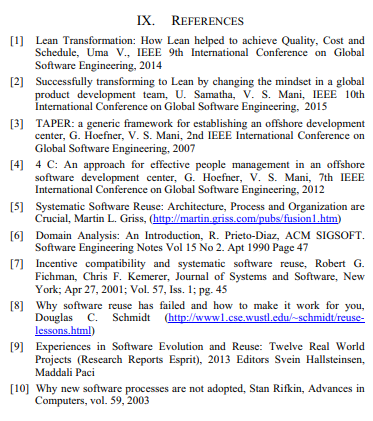 IX. REFERENCES
[1] Lean Transformation: How Lean helped to achieve Quality, Cost and
Schedule, Uma V., IEEE 9th International Conference on Global
Software Engineering, 2014
[2] Successfully transforming to Lean by changing the mindset in a global
product development team, U. Samatha, V. S. Mani, IEEE 10th
International Conference on Global Software Engineering, 2015
[3] TAPER: a generic framework for establishing an offshore development
center, G. Hoefner, V. S. Mani, 2nd IEEE International Conference on
Global Software Engineering, 2007
[4] 4 C: An approach for effective people management in an offshore
software development center, G. Hoefner, V. S. Mani, 7th IEEE
International Conference on Global Software Engineering, 2012
[5] Systematic Software Reuse: Architecture, Process and Organization are
Crucial, Martin L. Griss, (http://martin.griss.com/pubs/fusion1.htm)
[6] Domain Analysis: An Introduction, R. Prieto-Diaz, ACM SIGSOFT.
Software Engineering Notes Vol 15 No 2. Apt 1990 Page 47
[7] Incentive compatibility and systematic software reuse, Robert G.
Fichman, Chris F. Kemerer, Journal of Systems and Software, New
York; Apr 27, 2001; Vol. 57, Iss. 1; pg. 45
[8] Why software reuse has failed and how to make it work for you,
Douglas C. Schmidt (http://www1.cse.wustl.edu/~schmidt/reuse-
lessons.html)
[9] Experiences in Software Evolution and Reuse: Twelve Real World
Projects (Research Reports Esprit), 2013 Editors Svein Hallsteinsen,
Maddali Paci
[10] Why new software processes are not adopted, Stan Rifkin, Advances in
Computers, vol. 59, 2003